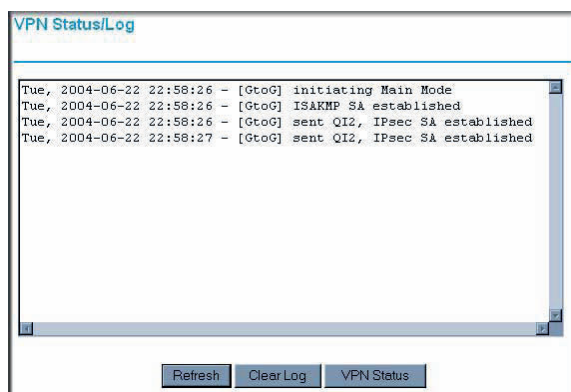 VPN Status/Log
Tue, 2004-06-22 22:58:26 - [GtoG] initiating Main Mode
Tue, 2004-06-22 22:58:26 - [GtoG] ISAKMP SA established
Tue, 2004-06-22 22:58:26 - [GtoG] sent QI2, IPsec SA established
Tue, 2004-06-22 22:58:27 - [GtoG] sent QI2, IPsec SA established
Refresh Clear Log VPN Status